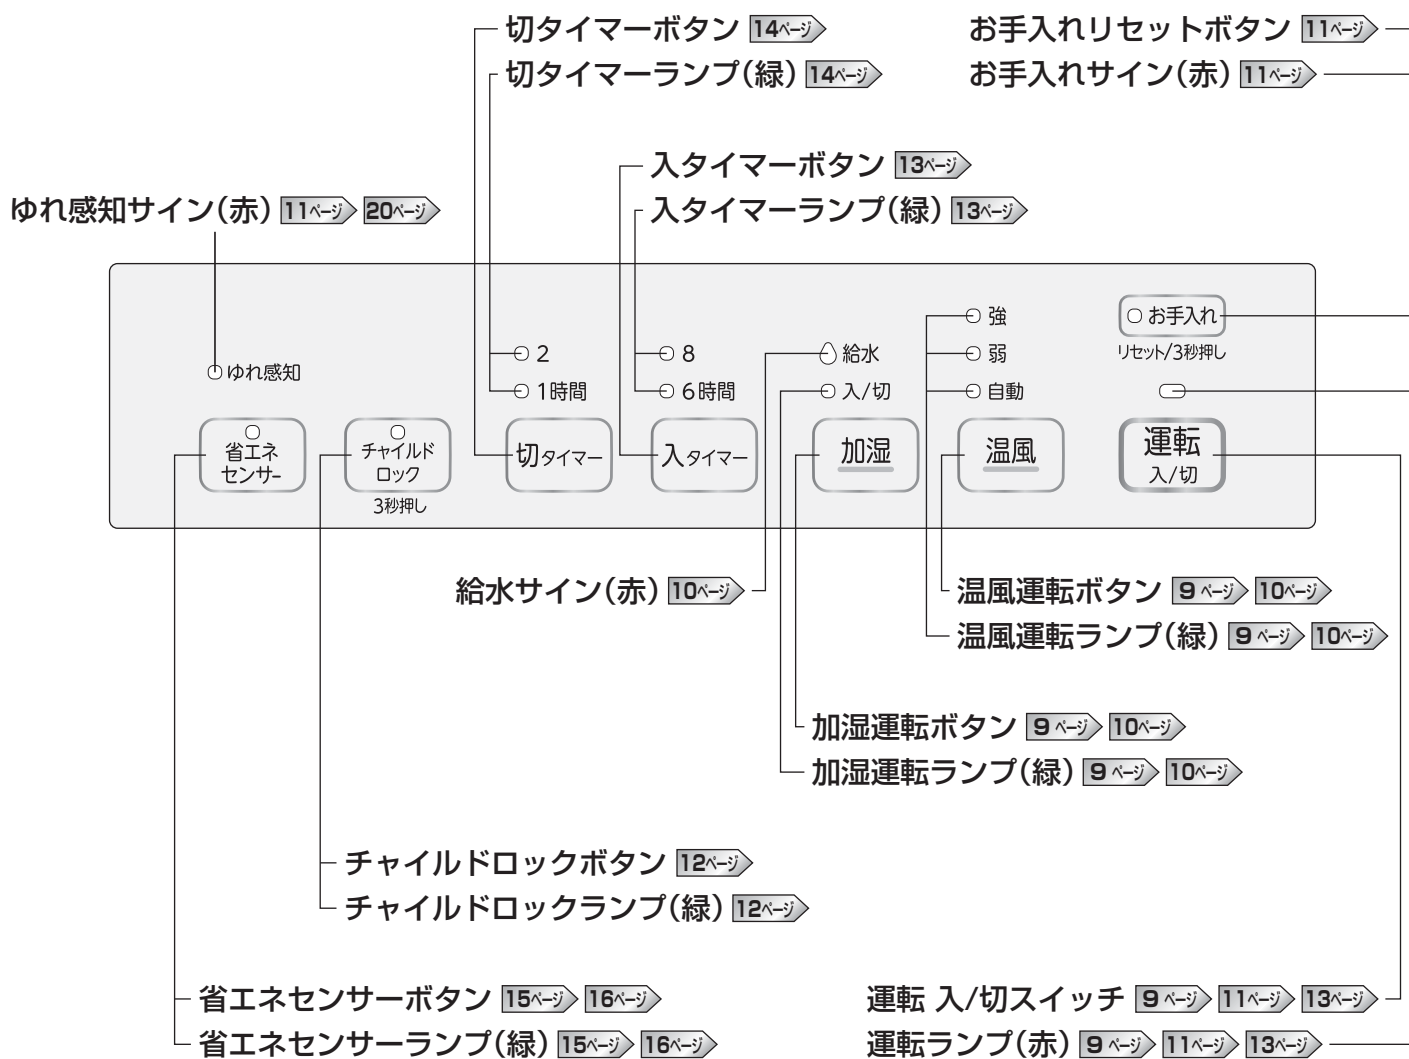 切タイマーボタン 14ページ
お手入れリセットボタン 11ページ
切タイマーランプ(緑) 14ページ
お手入れサイン(赤) 11ページ
入タイマーボタン 13ページ
ゆれ感知サイン(赤) 11ページ 20ページ
入タイマーランプ(緑) 13ページ
強
お手入れ
2
8
給水
弱
リセット/3秒押し
ゆれ感知
1時間
6時間
入/切
自動
省エネ
センサー
チャイルド
ロック
3秒押し
切タイマー
入タイマー
加湿
温風
運転
入/切
給水サイン(赤) 10ページ
温風運転ボタン 9ページ 10ページ
温風運転ランプ(緑) 9ページ 10ページ
加湿運転ボタン 9ページ 10ページ
加湿運転ランプ(緑) 9ページ 10ページ
チャイルドロックボタン 12ページ
チャイルドロックランプ(緑) 12ページ
省エネセンサーボタン 15ページ 16ページ
運転 入/切スイッチ 9ページ 11ページ 13ページ
省エネセンサーランプ(緑) 15ページ 16ページ
運転ランプ(赤) 9ページ 11ページ 13ページ